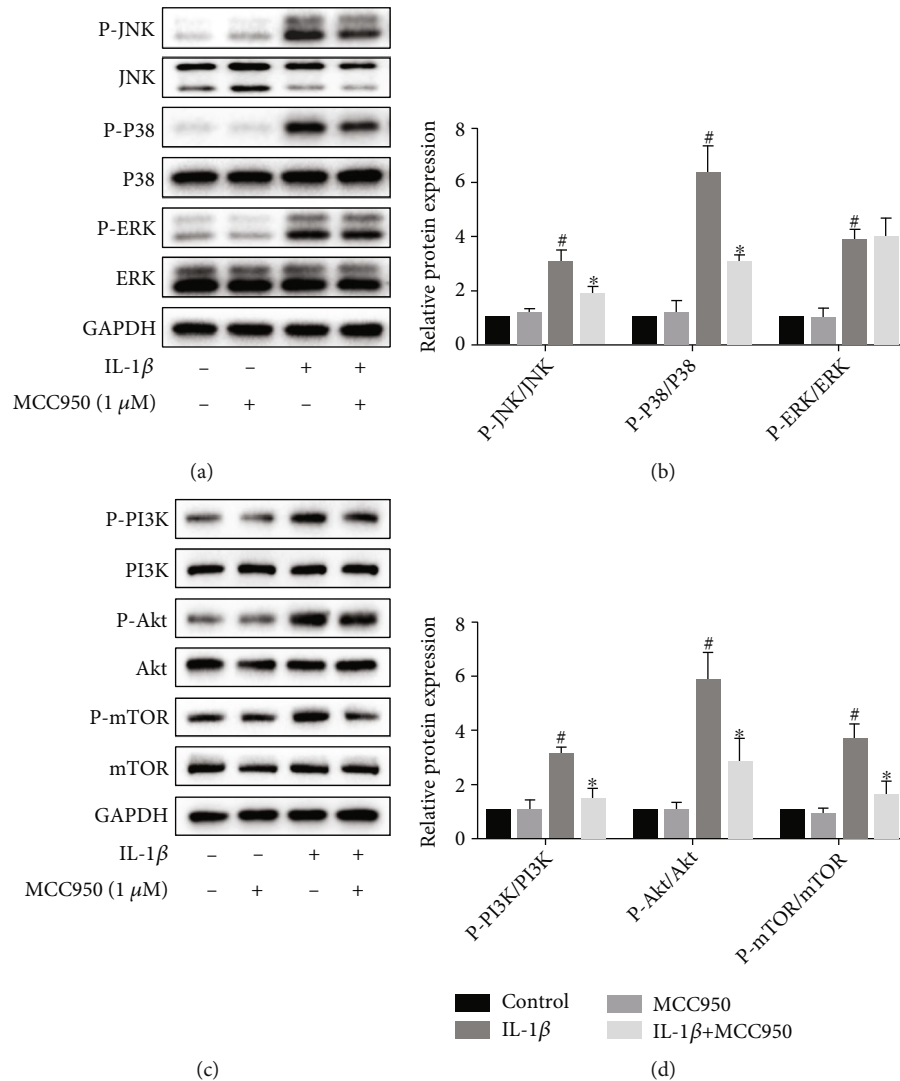 P-JNK
JNK
P-P38
P38
P-ERK
ERK
GAPDH
IL-1β – – + +
MCC950 (1 μM) – + – +
(a)
Relative protein expression
8
6
4
2
0
#
*
#
*
#
P-JNK/JNK
P-P38/P38
P-ERK/ERK
(b)
P-PI3K
PI3K
P-Akt
Akt
P-mTOR
mTOR
GAPDH
IL-1β – – + +
MCC950 (1 μM) – + – +
(c)
Relative protein expression
8
6
4
2
0
#
*
#
*
#
*
P-PI3K/PI3K
P-Akt/Akt
P-mTOR/mTOR
Control
MCC950
IL-1β
IL-1β+MCC950
(d)